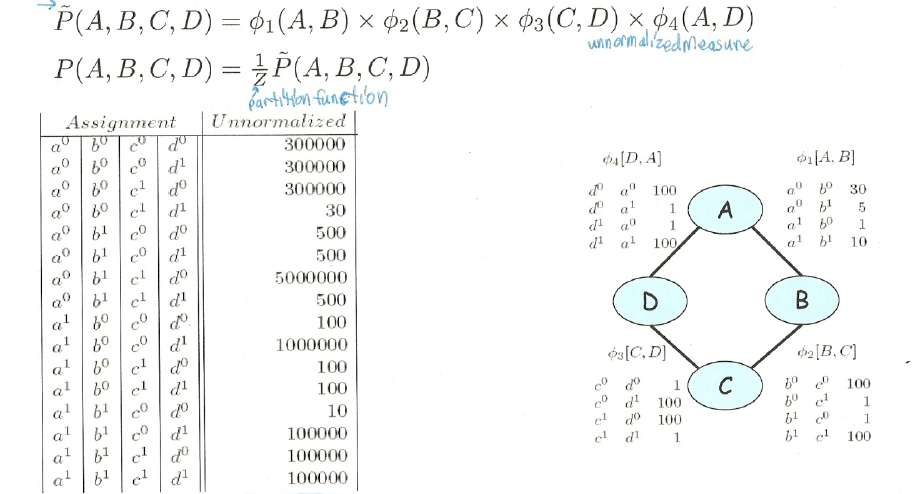 P̃(A, B, C, D) = ϕ₁(A, B) × ϕ₂(B, C) × ϕ₃(C, D) × ϕ₄(A, D)
unnormalized measure
P(A, B, C, D) = 1/Z P̃(A, B, C, D)
partition function
Assignment Unnormalized
a⁰ b⁰ c⁰ d⁰ 300000
a⁰ b⁰ c⁰ d¹ 300000
a⁰ b⁰ c¹ d⁰ 300000
a⁰ b⁰ c¹ d¹ 30
a⁰ b¹ c⁰ d⁰ 500
a⁰ b¹ c⁰ d¹ 500
a⁰ b¹ c¹ d⁰ 5000000
a⁰ b¹ c¹ d¹ 500
a¹ b⁰ c⁰ d⁰ 100
a¹ b⁰ c⁰ d¹ 1000000
a¹ b⁰ c¹ d⁰ 100
a¹ b⁰ c¹ d¹ 100
a¹ b¹ c⁰ d⁰ 10
a¹ b¹ c⁰ d¹ 100000
a¹ b¹ c¹ d⁰ 100000
a¹ b¹ c¹ d¹ 100000
ϕ₄[D, A]
d⁰ a⁰ 100
d⁰ a¹ 1
d¹ a⁰ 1
d¹ a¹ 100
ϕ₁[A, B]
a⁰ b⁰ 30
a⁰ b¹ 5
a¹ b⁰ 1
a¹ b¹ 10
A
D
B
C
ϕ₃[C, D]
c⁰ d⁰ 1
c⁰ d¹ 100
c¹ d⁰ 100
c¹ d¹ 1
ϕ₂[B, C]
b⁰ c⁰ 100
b⁰ c¹ 1
b¹ c⁰ 1
b¹ c¹ 100